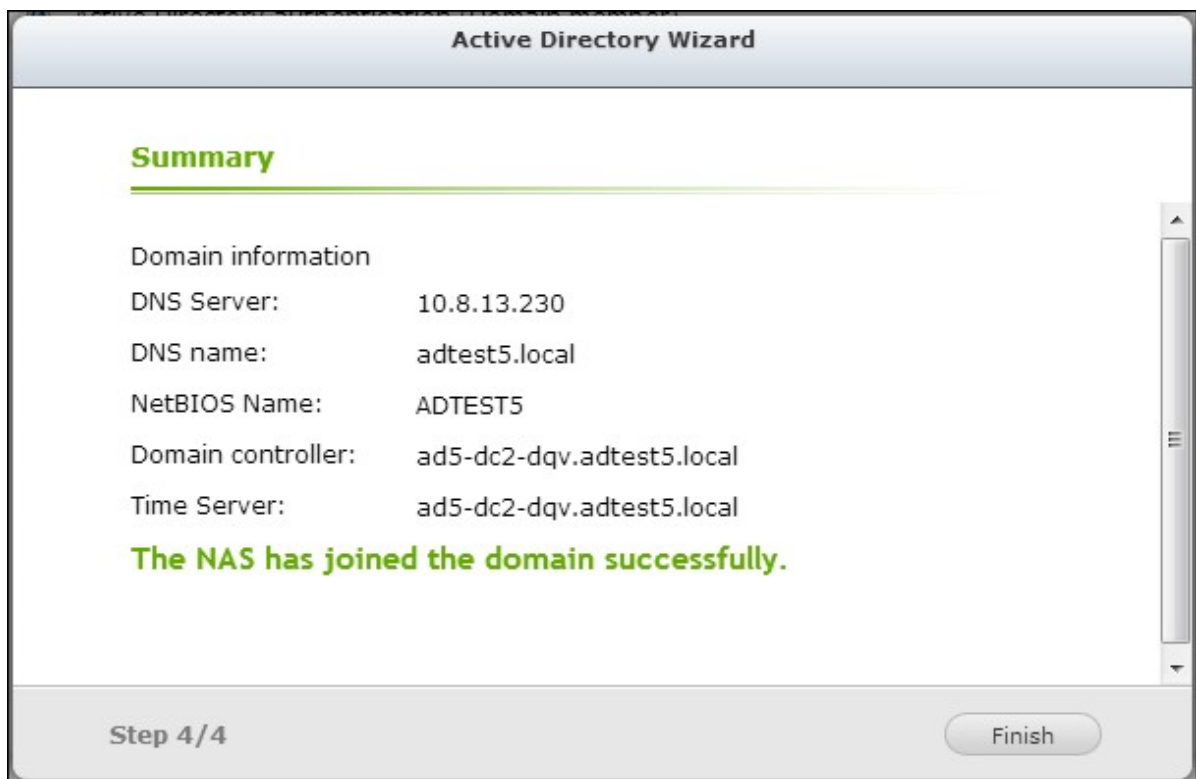 Active Directory Wizard
Summary
Domain information
DNS Server: 10.8.13.230
DNS name: adtest5.local
NetBIOS Name: ADTEST5
Domain controller: ad5-dc2-dqv.adtest5.local
Time Server: ad5-dc2-dqv.adtest5.local
The NAS has joined the domain successfully.
Step 4/4
Finish